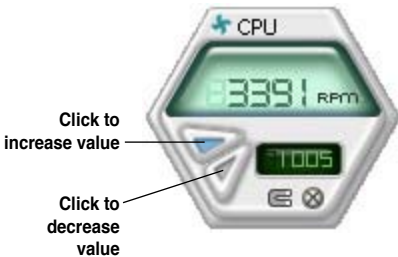 CPU
3391 RPM
Click to
increase value
1005
Click to
decrease
value